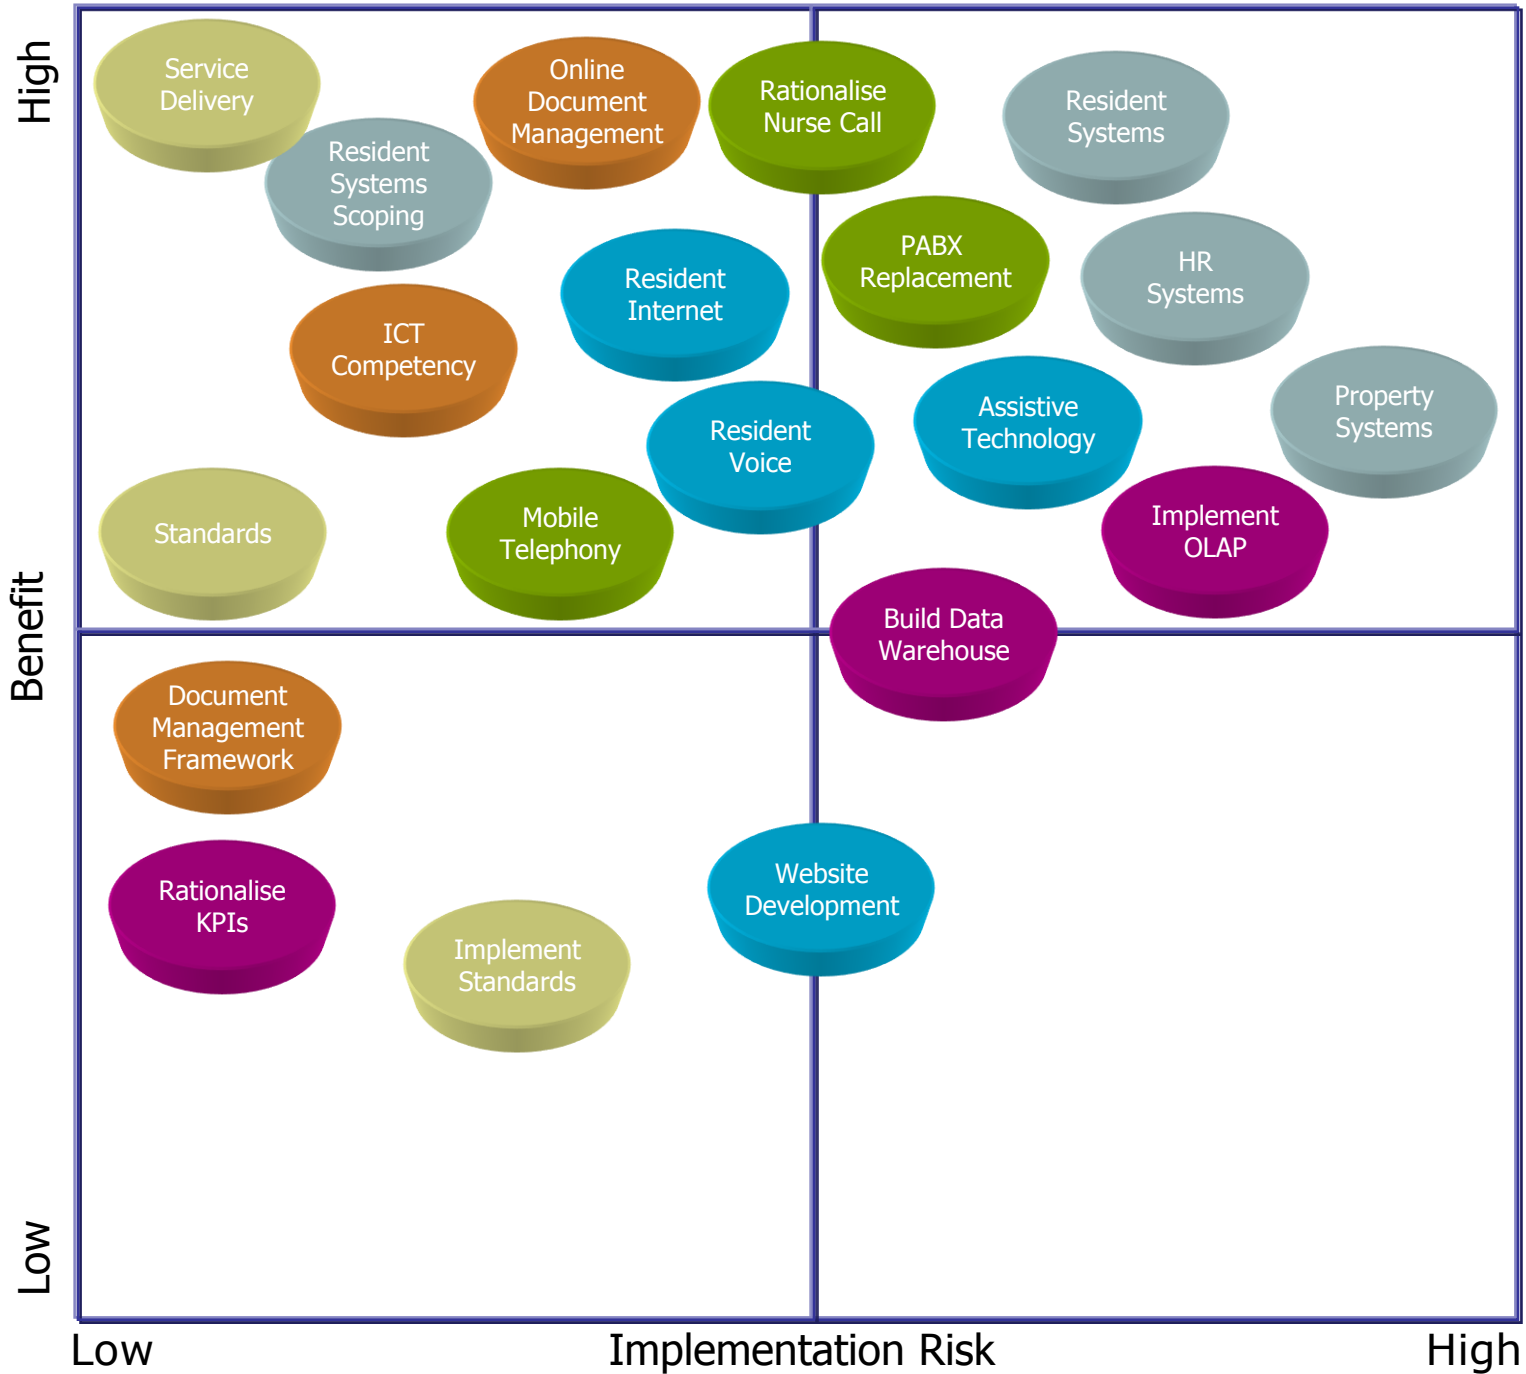 High
Service
Delivery
Online
Document
Management
Rationalise
Nurse Call
Resident
Systems
Resident
Systems
Scoping
PABX
Replacement
HR
Systems
Resident
Internet
ICT
Competency
Assistive
Technology
Property
Systems
Resident
Voice
Standards
Mobile
Telephony
Implement
OLAP
Benefit
Build Data
Warehouse
Document
Management
Framework
Rationalise
KPIs
Website
Development
Implement
Standards
Low
Low
Implementation Risk
High